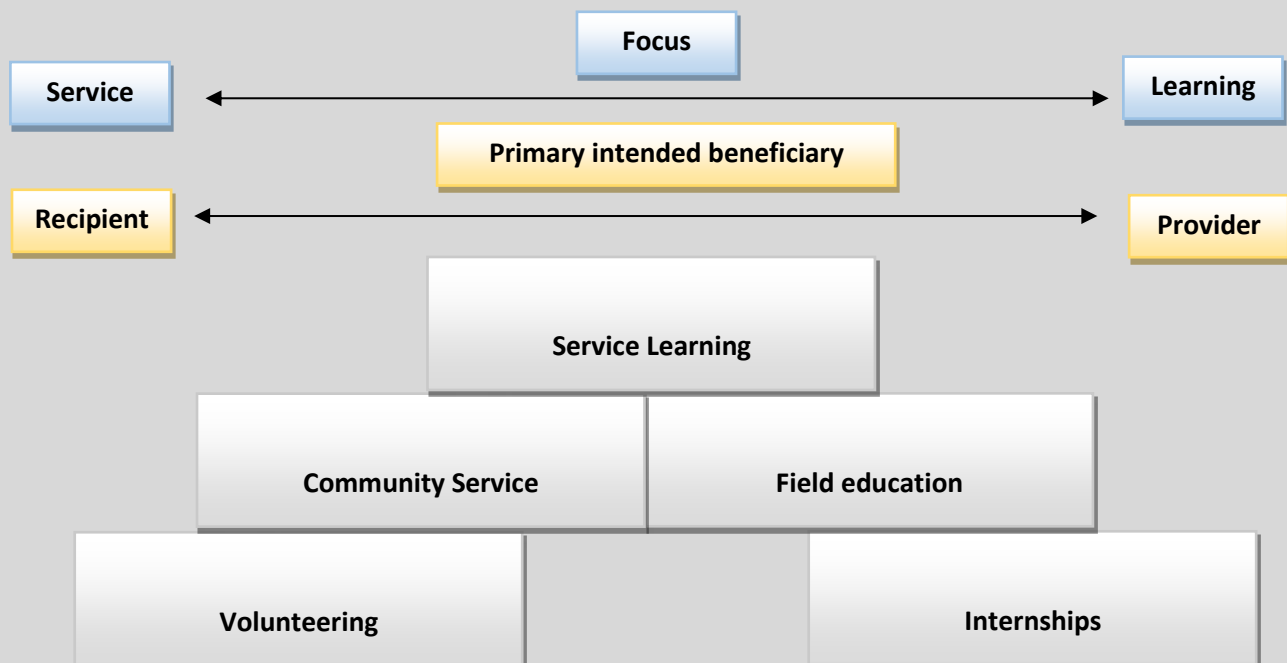 Focus
Service
Learning
Primary intended beneficiary
Recipient
Provider
Service Learning
Community Service
Field education
Volunteering
Internships